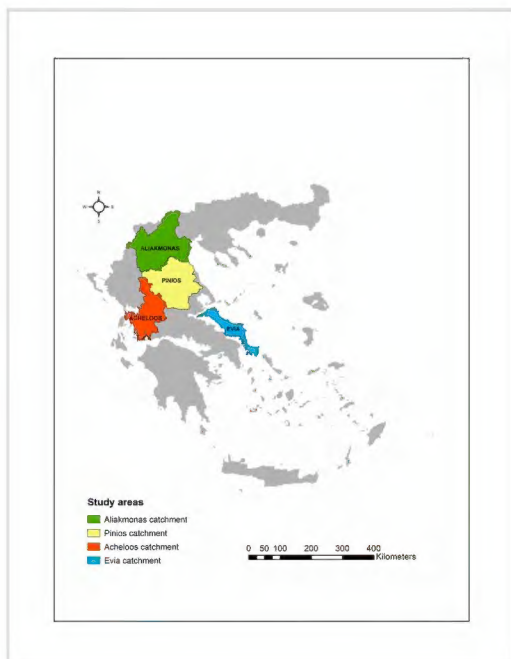 N
W E
S
ALIAKMONAS
PINIOS
ACHELOOS
EVIA
Study areas
Aliakmonas catchment
Pinios catchment
Acheloos catchment
Evia catchment
0 50 100 200 300 400
Kilometers